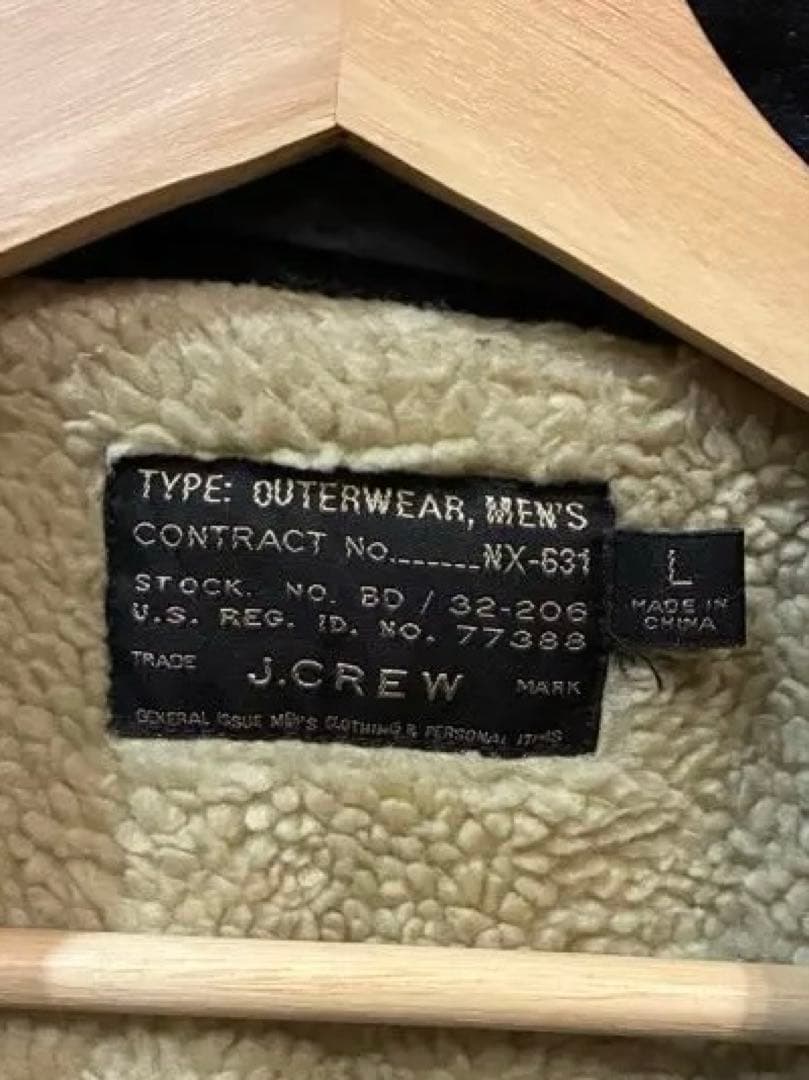 TYPE: OUTERWEAR, MEN'S
CONTRACT NO.......NX-631
STOCK. NO. BD / 32-206
U.S. REG. ID. NO. 77388
TRADE J.CREW MARK
GENERAL ISSUE MEN'S CLOTHING & PERSONAL ITEMS
L
MADE IN
CHINA